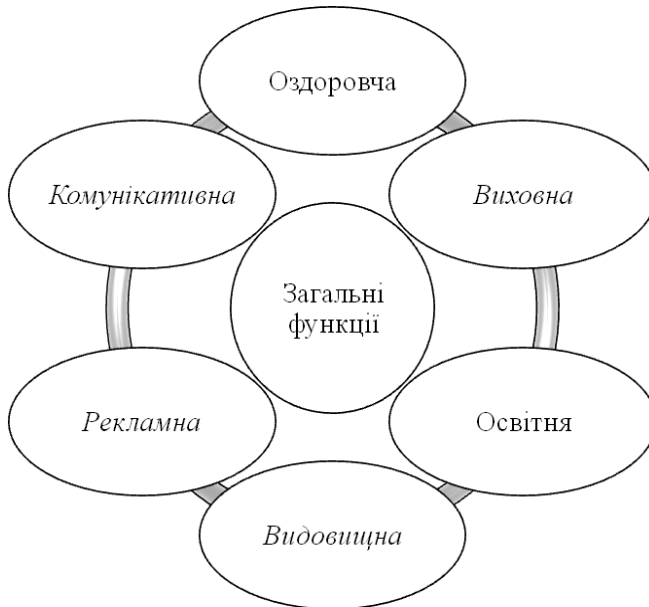 Оздоровча
Комунікативна
Виховна
Загальні
функції
Рекламна
Освітня
Видовищна